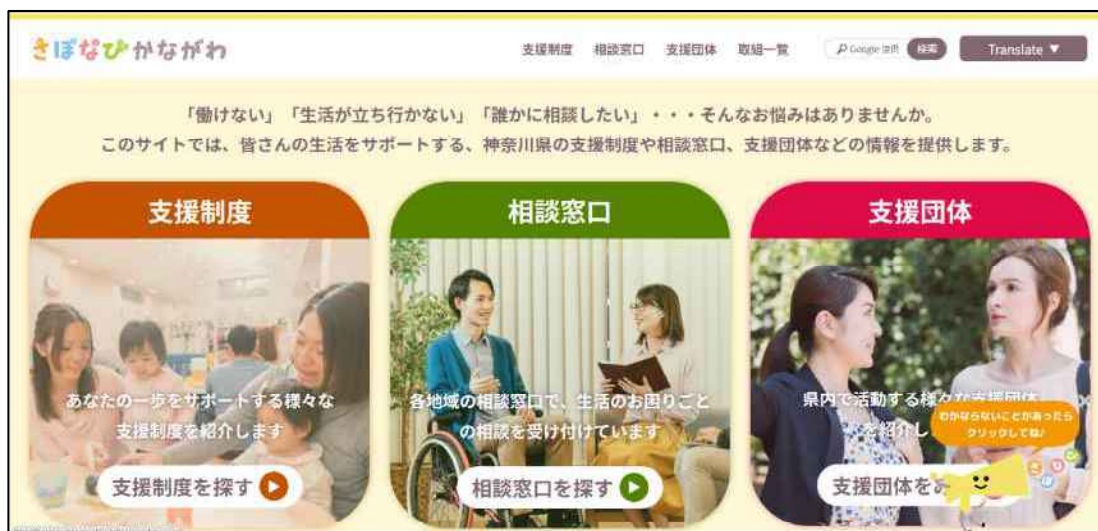 さぽなびかながわ
支援制度 相談窓口 支援団体 取組一覧 Google 提供 検索 Translate ▼
「働けない」「生活が立ち行かない」「誰かに相談したい」・・・そんなお悩みはありませんか。
このサイトでは、皆さんの生活をサポートする、神奈川県の支援制度や相談窓口、支援団体などの情報を提供します。
支援制度
あなたの一歩をサポートする様々な
支援制度を紹介します
支援制度を探す
相談窓口
各地域の相談窓口で、生活のお困りごと
の相談を受け付けています
相談窓口を探す
支援団体
県内で活動する様々な支援団体
を紹介し
支援団体をみ
わからないことがあったら
クリックしてね♪